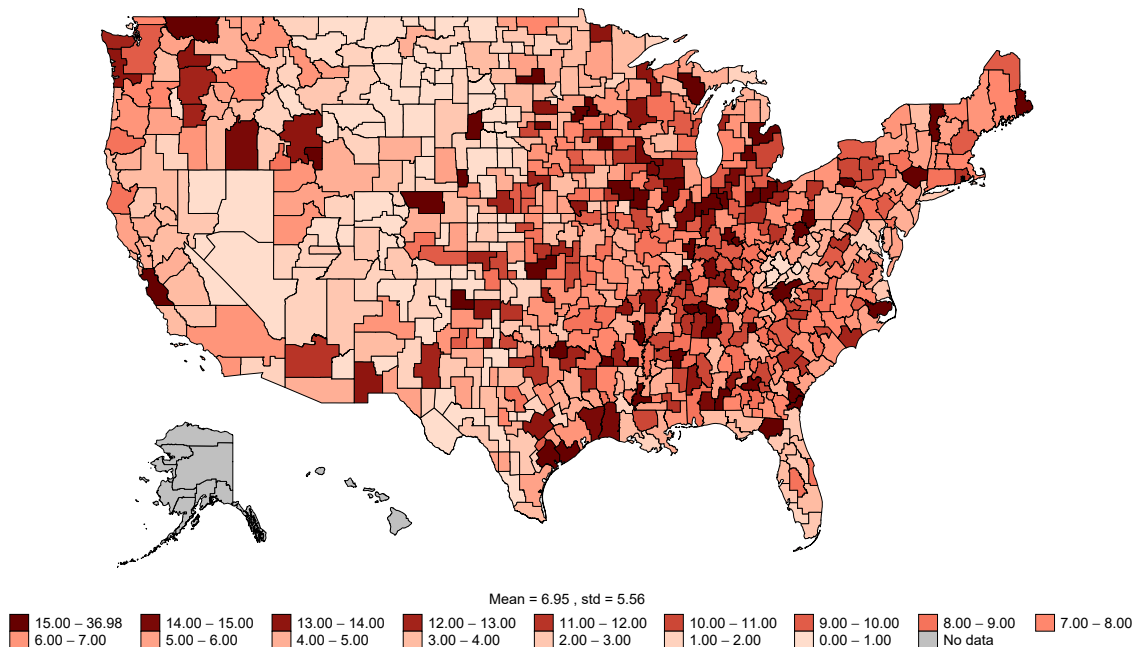 Mean = 6.95 , std = 5.56
15.00 – 36.98 14.00 – 15.00 13.00 – 14.00 12.00 – 13.00 11.00 – 12.00 10.00 – 11.00 9.00 – 10.00 8.00 – 9.00 7.00 – 8.00
6.00 – 7.00 5.00 – 6.00 4.00 – 5.00 3.00 – 4.00 2.00 – 3.00 1.00 – 2.00 0.00 – 1.00 No data